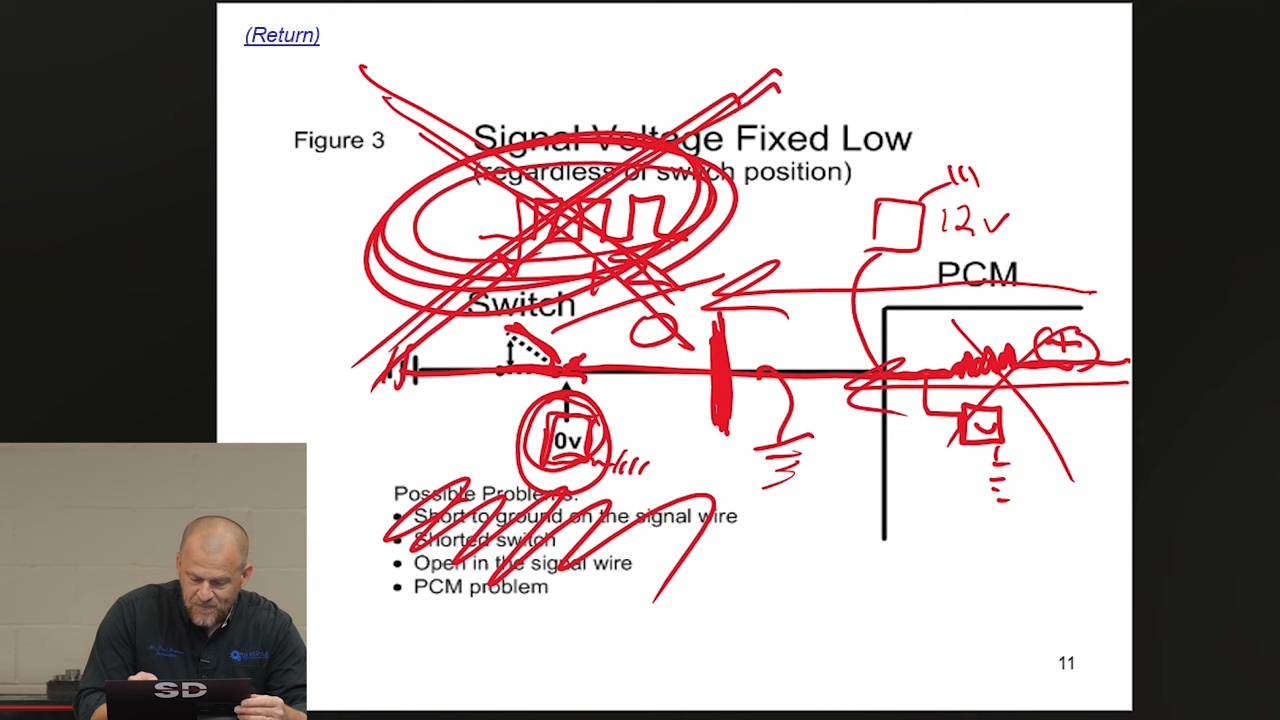 (Return)
Figure 3
Signal Voltage Fixed Low
(regardless of switch position)
12v
PCM
Switch
+
0v
V
Possible Problems:
• Short to ground on the signal wire
• Shorted switch
• Open in the signal wire
• PCM problem
11
SD